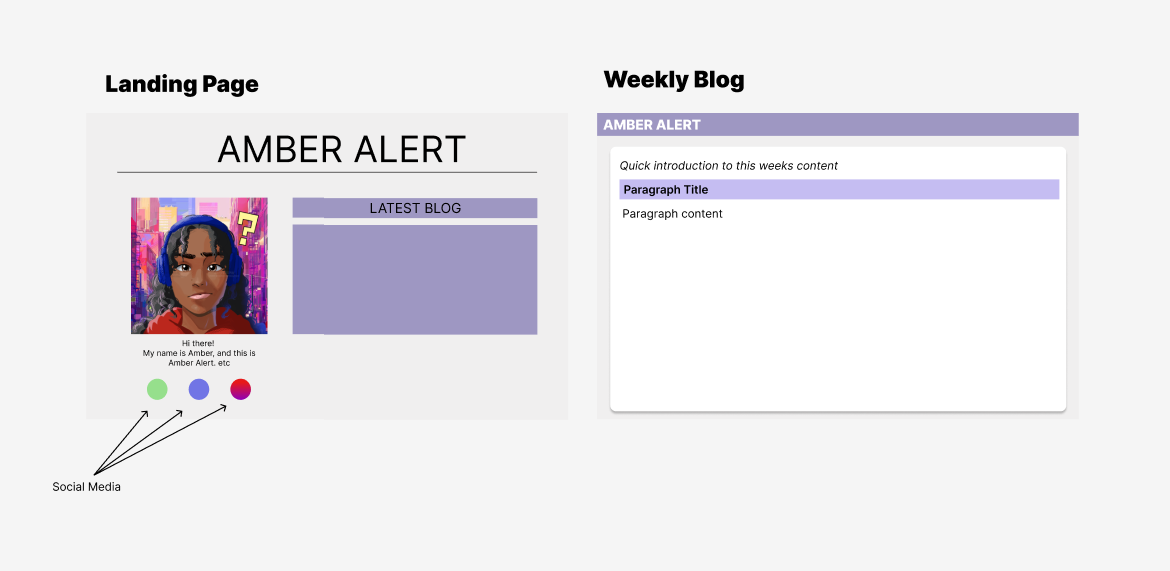 Landing Page
AMBER ALERT
?
LATEST BLOG
Hi there!
My name is Amber, and this is
Amber Alert. etc
Social Media
Weekly Blog
AMBER ALERT
Quick introduction to this weeks content
Paragraph Title
Paragraph content